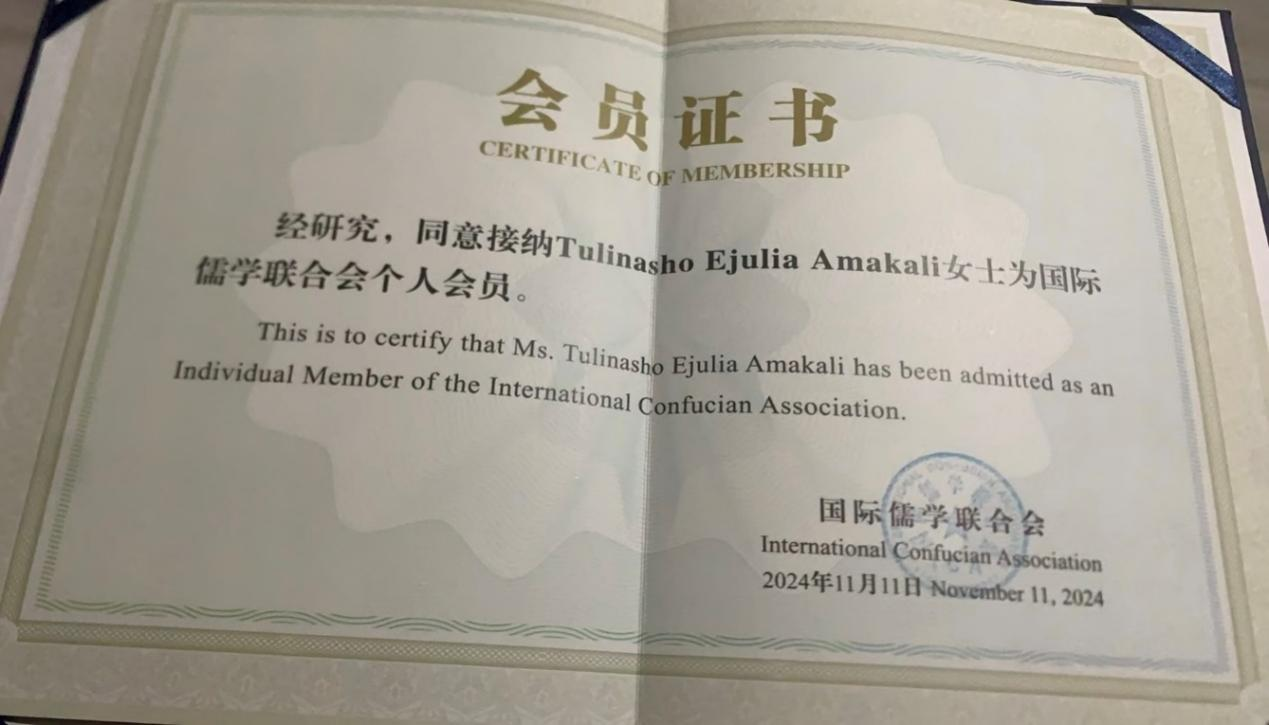 会员证书
CERTIFICATE OF MEMBERSHIP
经研究，同意接纳Tulinasho Ejulia Amakali女士为国际
儒学联合会个人会员。
This is to certify that Ms. Tulinasho Ejulia Amakali has been admitted as an
Individual Member of the International Confucian Association.
国际儒学联合会
International Confucian Association
2024年11月11日 November 11, 2024